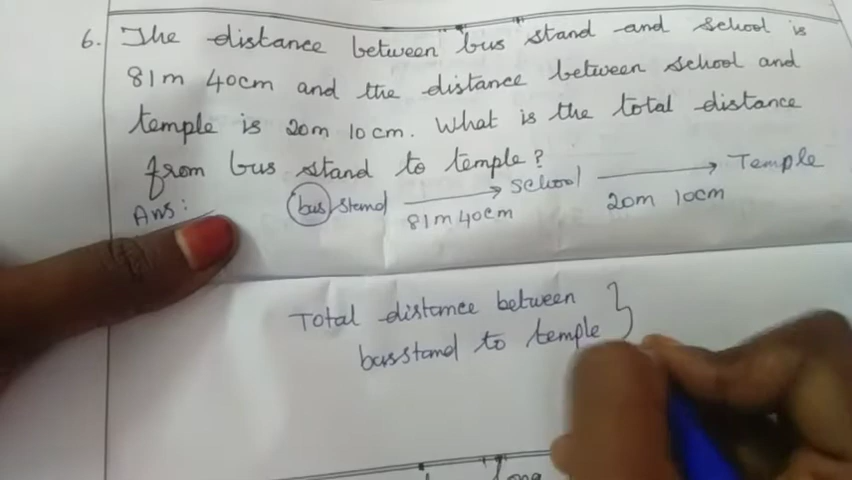 6. The distance between bus stand and school is
81m 40cm and the distance between school and
temple is 20m 10cm. What is the total distance
from bus stand to temple?
Ans: bus stand → school → Temple
81m 40cm 20m 10cm
Total distance between
busstand to temple }
long